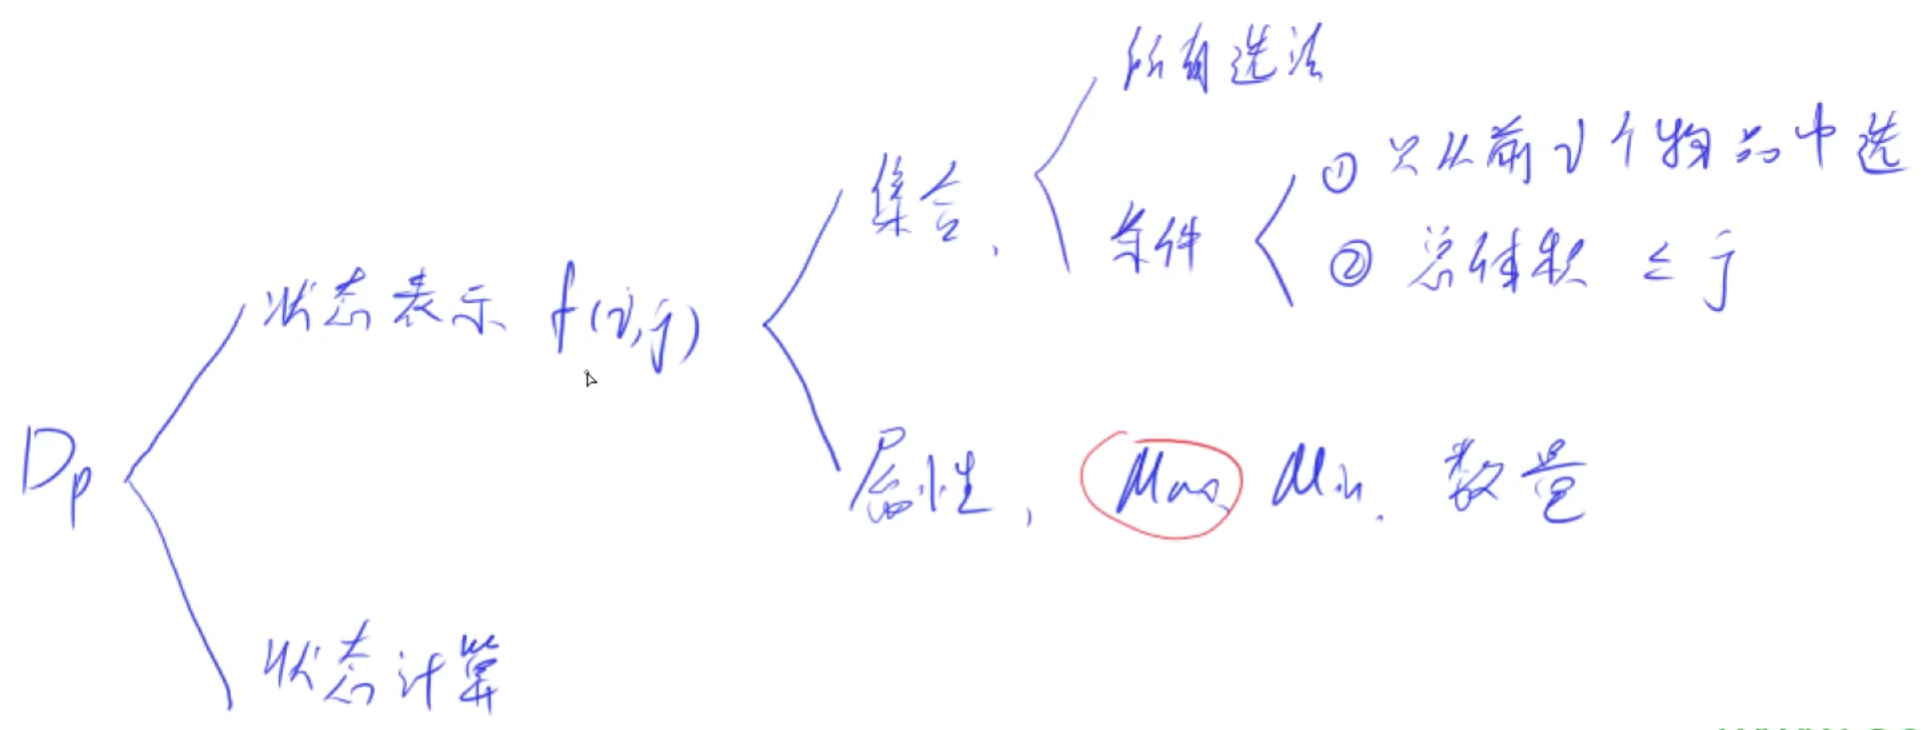 所有选法
① 只从前i个物品中选
集合,
条件
② 总体积 ≤ j
状态表示 f(i,j)
Dp
属性, Max Min. 数量
状态计算